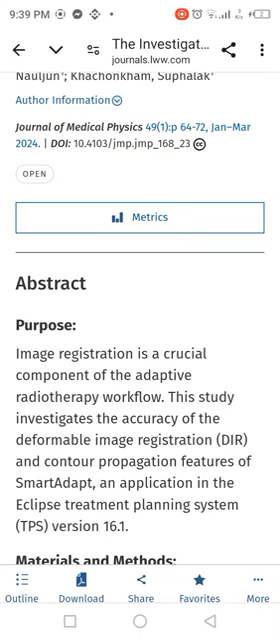 9:39 PM
2
The Investigat...
journals.lww.com
Khachonkham, Suphalak
Author Information
Journal of Medical Physics 49(1):p 64-72, Jan–Mar
2024. | DOI: 10.4103/jmp.jmp_168_23
OPEN
Metrics
Abstract
Purpose:
Image registration is a crucial
component of the adaptive
radiotherapy workflow. This study
investigates the accuracy of the
deformable image registration (DIR)
and contour propagation features of
SmartAdapt, an application in the
Eclipse treatment planning system
(TPS) version 16.1.
Materials and Methods:
Outline Download Share Favorites More